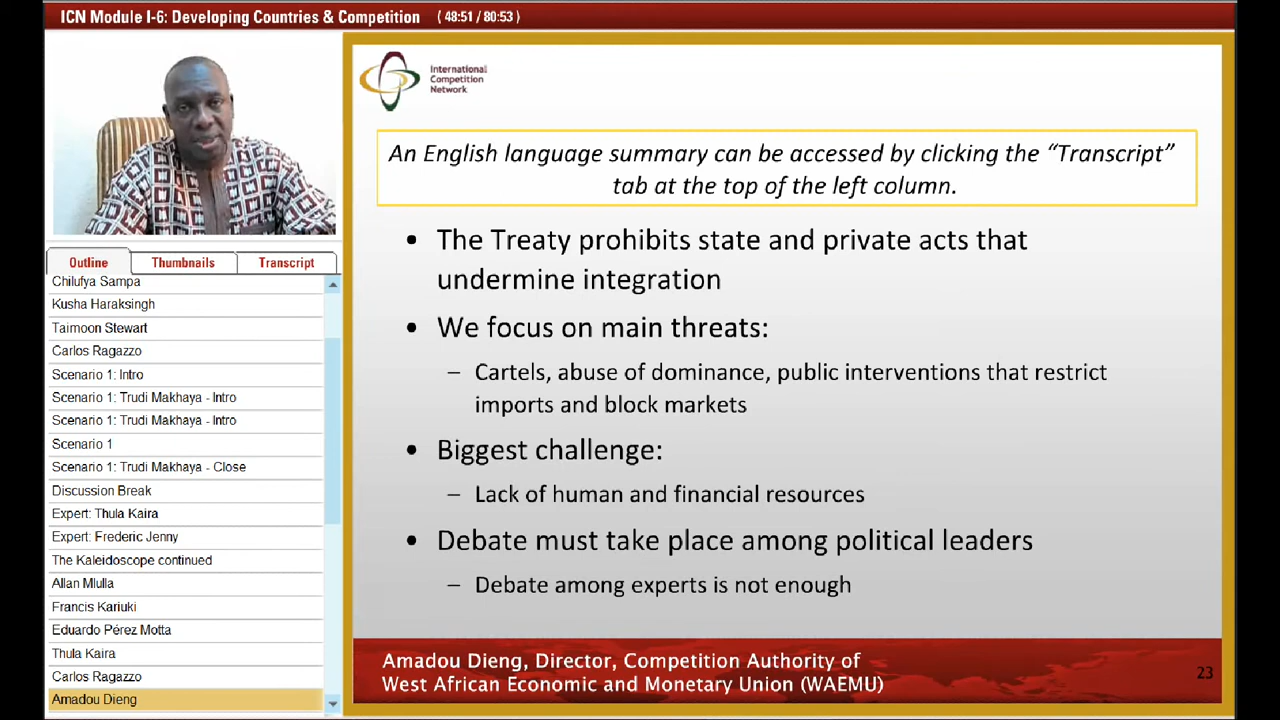 ICN Module I-6: Developing Countries & Competition ( 48:51 / 80:53 )
International
Competition
Network
An English language summary can be accessed by clicking the “Transcript”
tab at the top of the left column.
Outline
Thumbnails
Transcript
Chilufya Sampa
Kusha Haraksingh
Taimoon Stewart
Carlos Ragazzo
Scenario 1: Intro
Scenario 1: Trudi Makhaya - Intro
Scenario 1: Trudi Makhaya - Intro
Scenario 1
Scenario 1: Trudi Makhaya - Close
Discussion Break
Expert: Thula Kaira
Expert: Frederic Jenny
The Kaleidoscope continued
Allan Mlulla
Francis Kariuki
Eduardo Pérez Motta
Thula Kaira
Carlos Ragazzo
Amadou Dieng
• The Treaty prohibits state and private acts that
undermine integration
• We focus on main threats:
– Cartels, abuse of dominance, public interventions that restrict
imports and block markets
• Biggest challenge:
– Lack of human and financial resources
• Debate must take place among political leaders
– Debate among experts is not enough
Amadou Dieng, Director, Competition Authority of
West African Economic and Monetary Union (WAEMU)
23